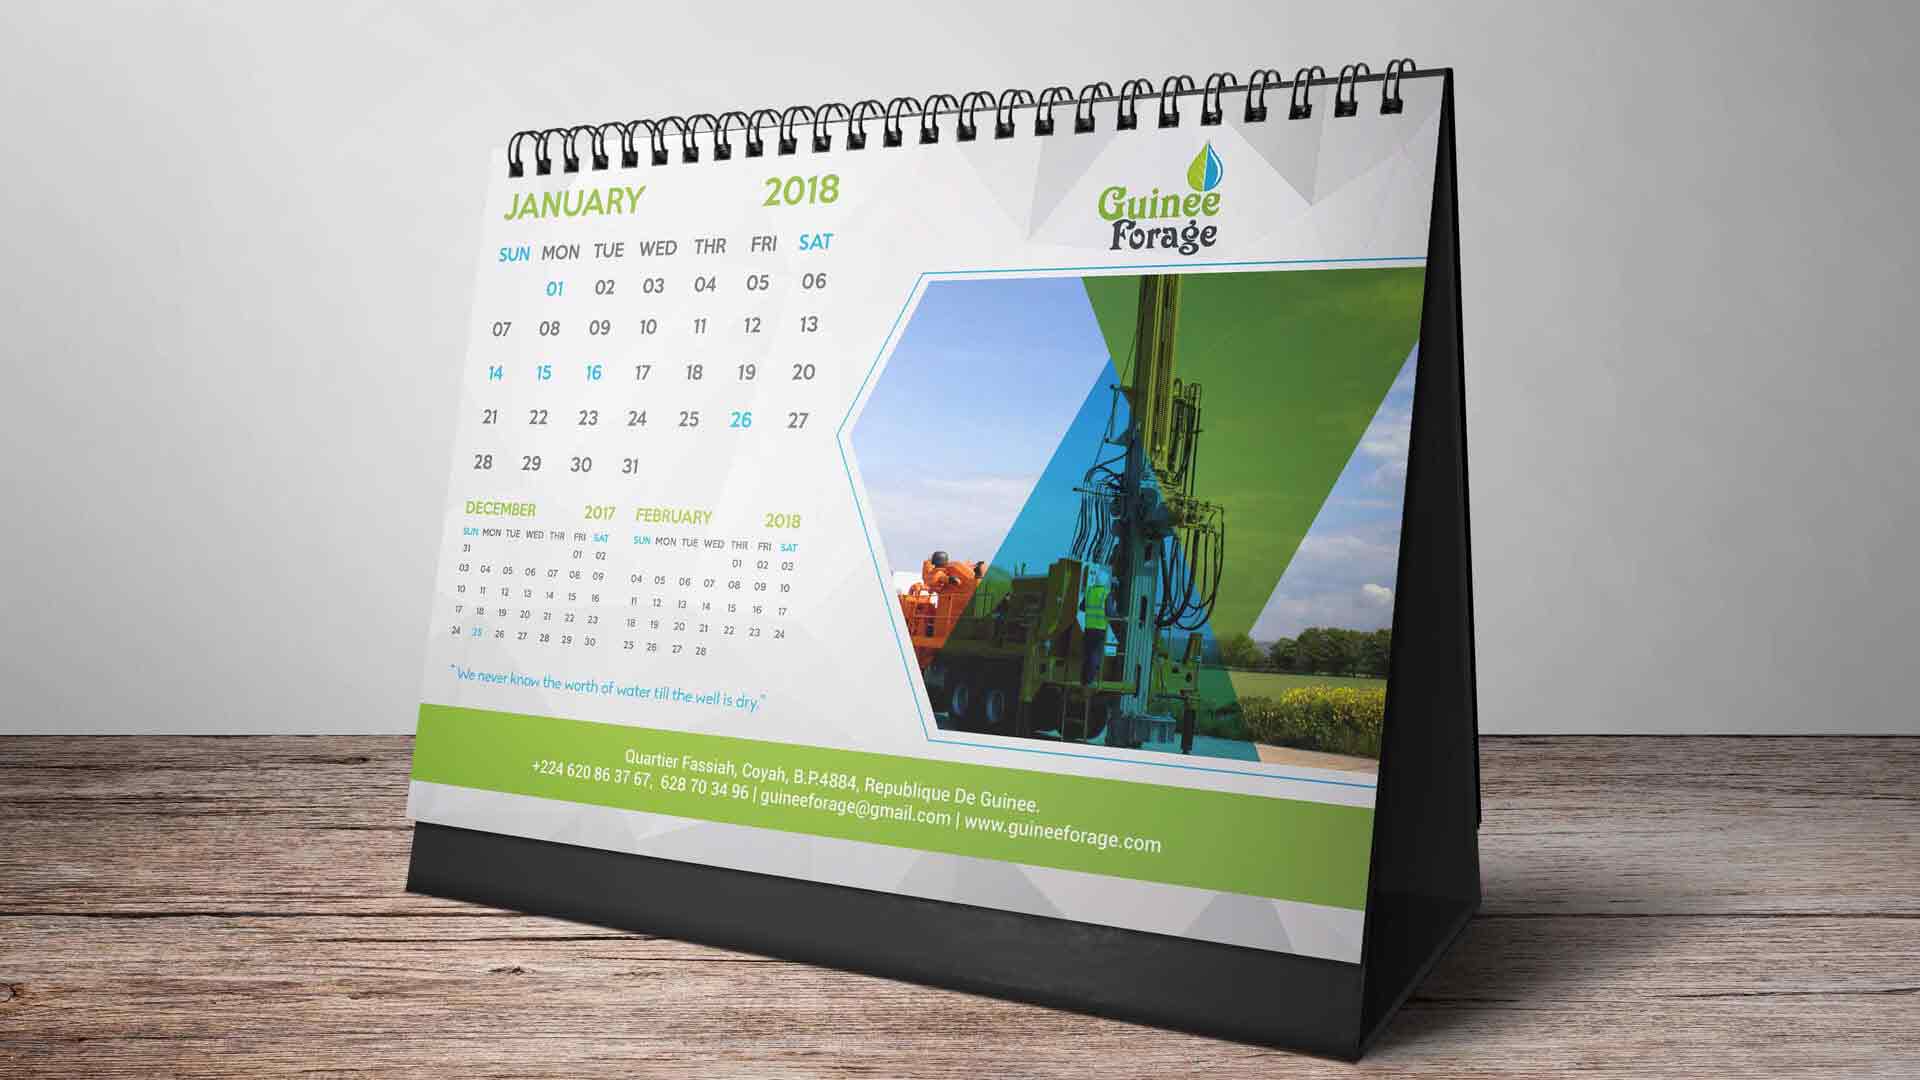 JANUARY 2018
SUN MON TUE WED THR FRI SAT
01 02 03 04 05 06
07 08 09 10 11 12 13
14 15 16 17 18 19 20
21 22 23 24 25 26 27
28 29 30 31
DECEMBER 2017
SUN MON TUE WED THR FRI SAT
31 01 02
03 04 05 06 07 08 09
10 11 12 13 14 15 16
17 18 19 20 21 22 23
24 25 26 27 28 29 30
FEBRUARY 2018
SUN MON TUE WED THR FRI SAT
01 02 03
04 05 06 07 08 09 10
11 12 13 14 15 16 17
18 19 20 21 22 23 24
25 26 27 28
"We never know the worth of water till the well is dry."
Guinee
Forage
Quartier Fassiah, Coyah, B.P.4884, Republique De Guinee.
+224 620 86 37 67, 628 70 34 96 | guineeforage@gmail.com | www.guineeforage.com